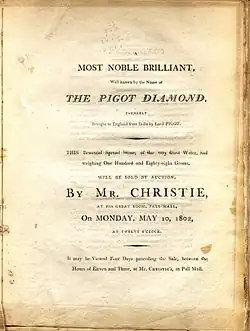 A
MOST NOBLE BRILLIANT,
Well known by the Name of
THE PIGOT DIAMOND,
FORMERLY
Brought to England from India by Lord PIGOT.
THIS Beautiful Spread Stone, of the very finest Water, and
weighing One Hundred and Eighty-eight Grains,
WILL BE SOLD BY AUCTION,
BY MR. CHRISTIE,
AT HIS GREAT ROOM, PALL-MALL,
On MONDAY, MAY 10, 1802,
AT TWELVE O'CLOCK.
It may be Viewed Four Days preceding the Sale, between the
Hours of Eleven and Three, at Mr. CHRISTIE's, in Pall Mall.